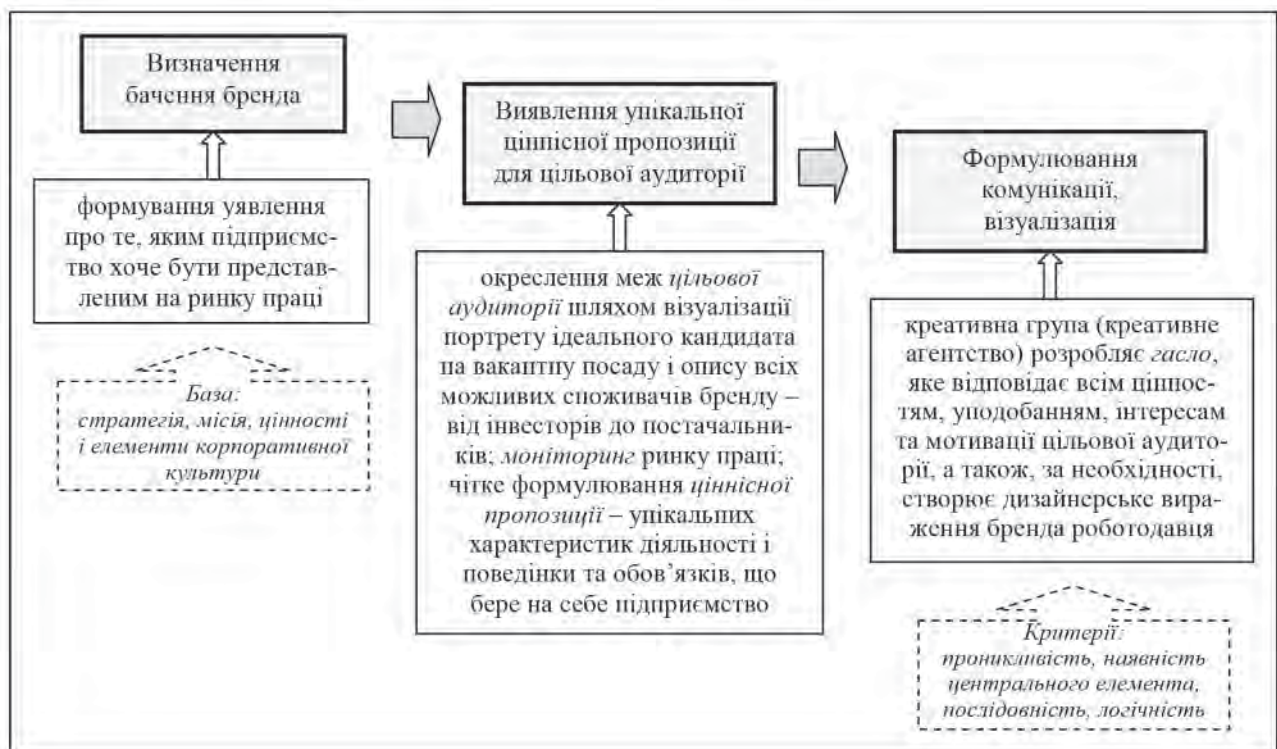 Визначення
бачення бренда
формування уявлення
про те, яким підприємс-
тво хоче бути представ-
леним на ринку праці
База:
стратегія, місія, цінності
і елементи корпоративної
культури
Виявлення унікальної
ціннісної пропозиції
для цільової аудиторії
окреслення меж цільової
аудиторії шляхом візуалізації
портрету ідеального кандидата
на вакантну посаду і опису всіх
можливих споживачів бренду –
від інвесторів до постачальни-
ків; моніторинг ринку праці;
чітке формулювання ціннісної
пропозиції – унікальних
характеристик діяльності і
поведінки та обов’язків, що
бере на себе підприємство
Формулювання
комунікації,
візуалізація
креативна група (креативне
агентство) розробляє гасло,
яке відповідає всім ціннос-
тям, уподобанням, інтересам
та мотивації цільової аудито-
рії, а також, за необхідності,
створює дизайнерське вира-
ження бренда роботодавця
Критерії:
проникливість, наявність
центрального елемента,
послідовність, логічність